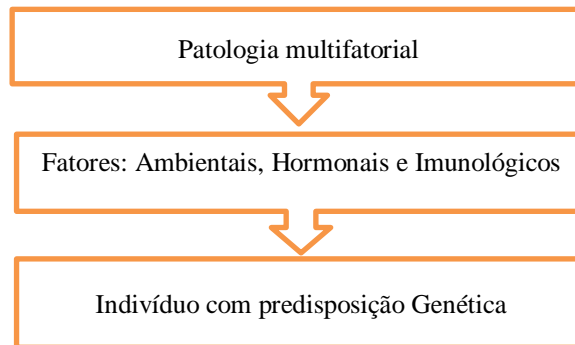 Patologia multifatorial
Fatores: Ambientais, Hormonais e Imunológicos
Indivíduo com predisposição Genética